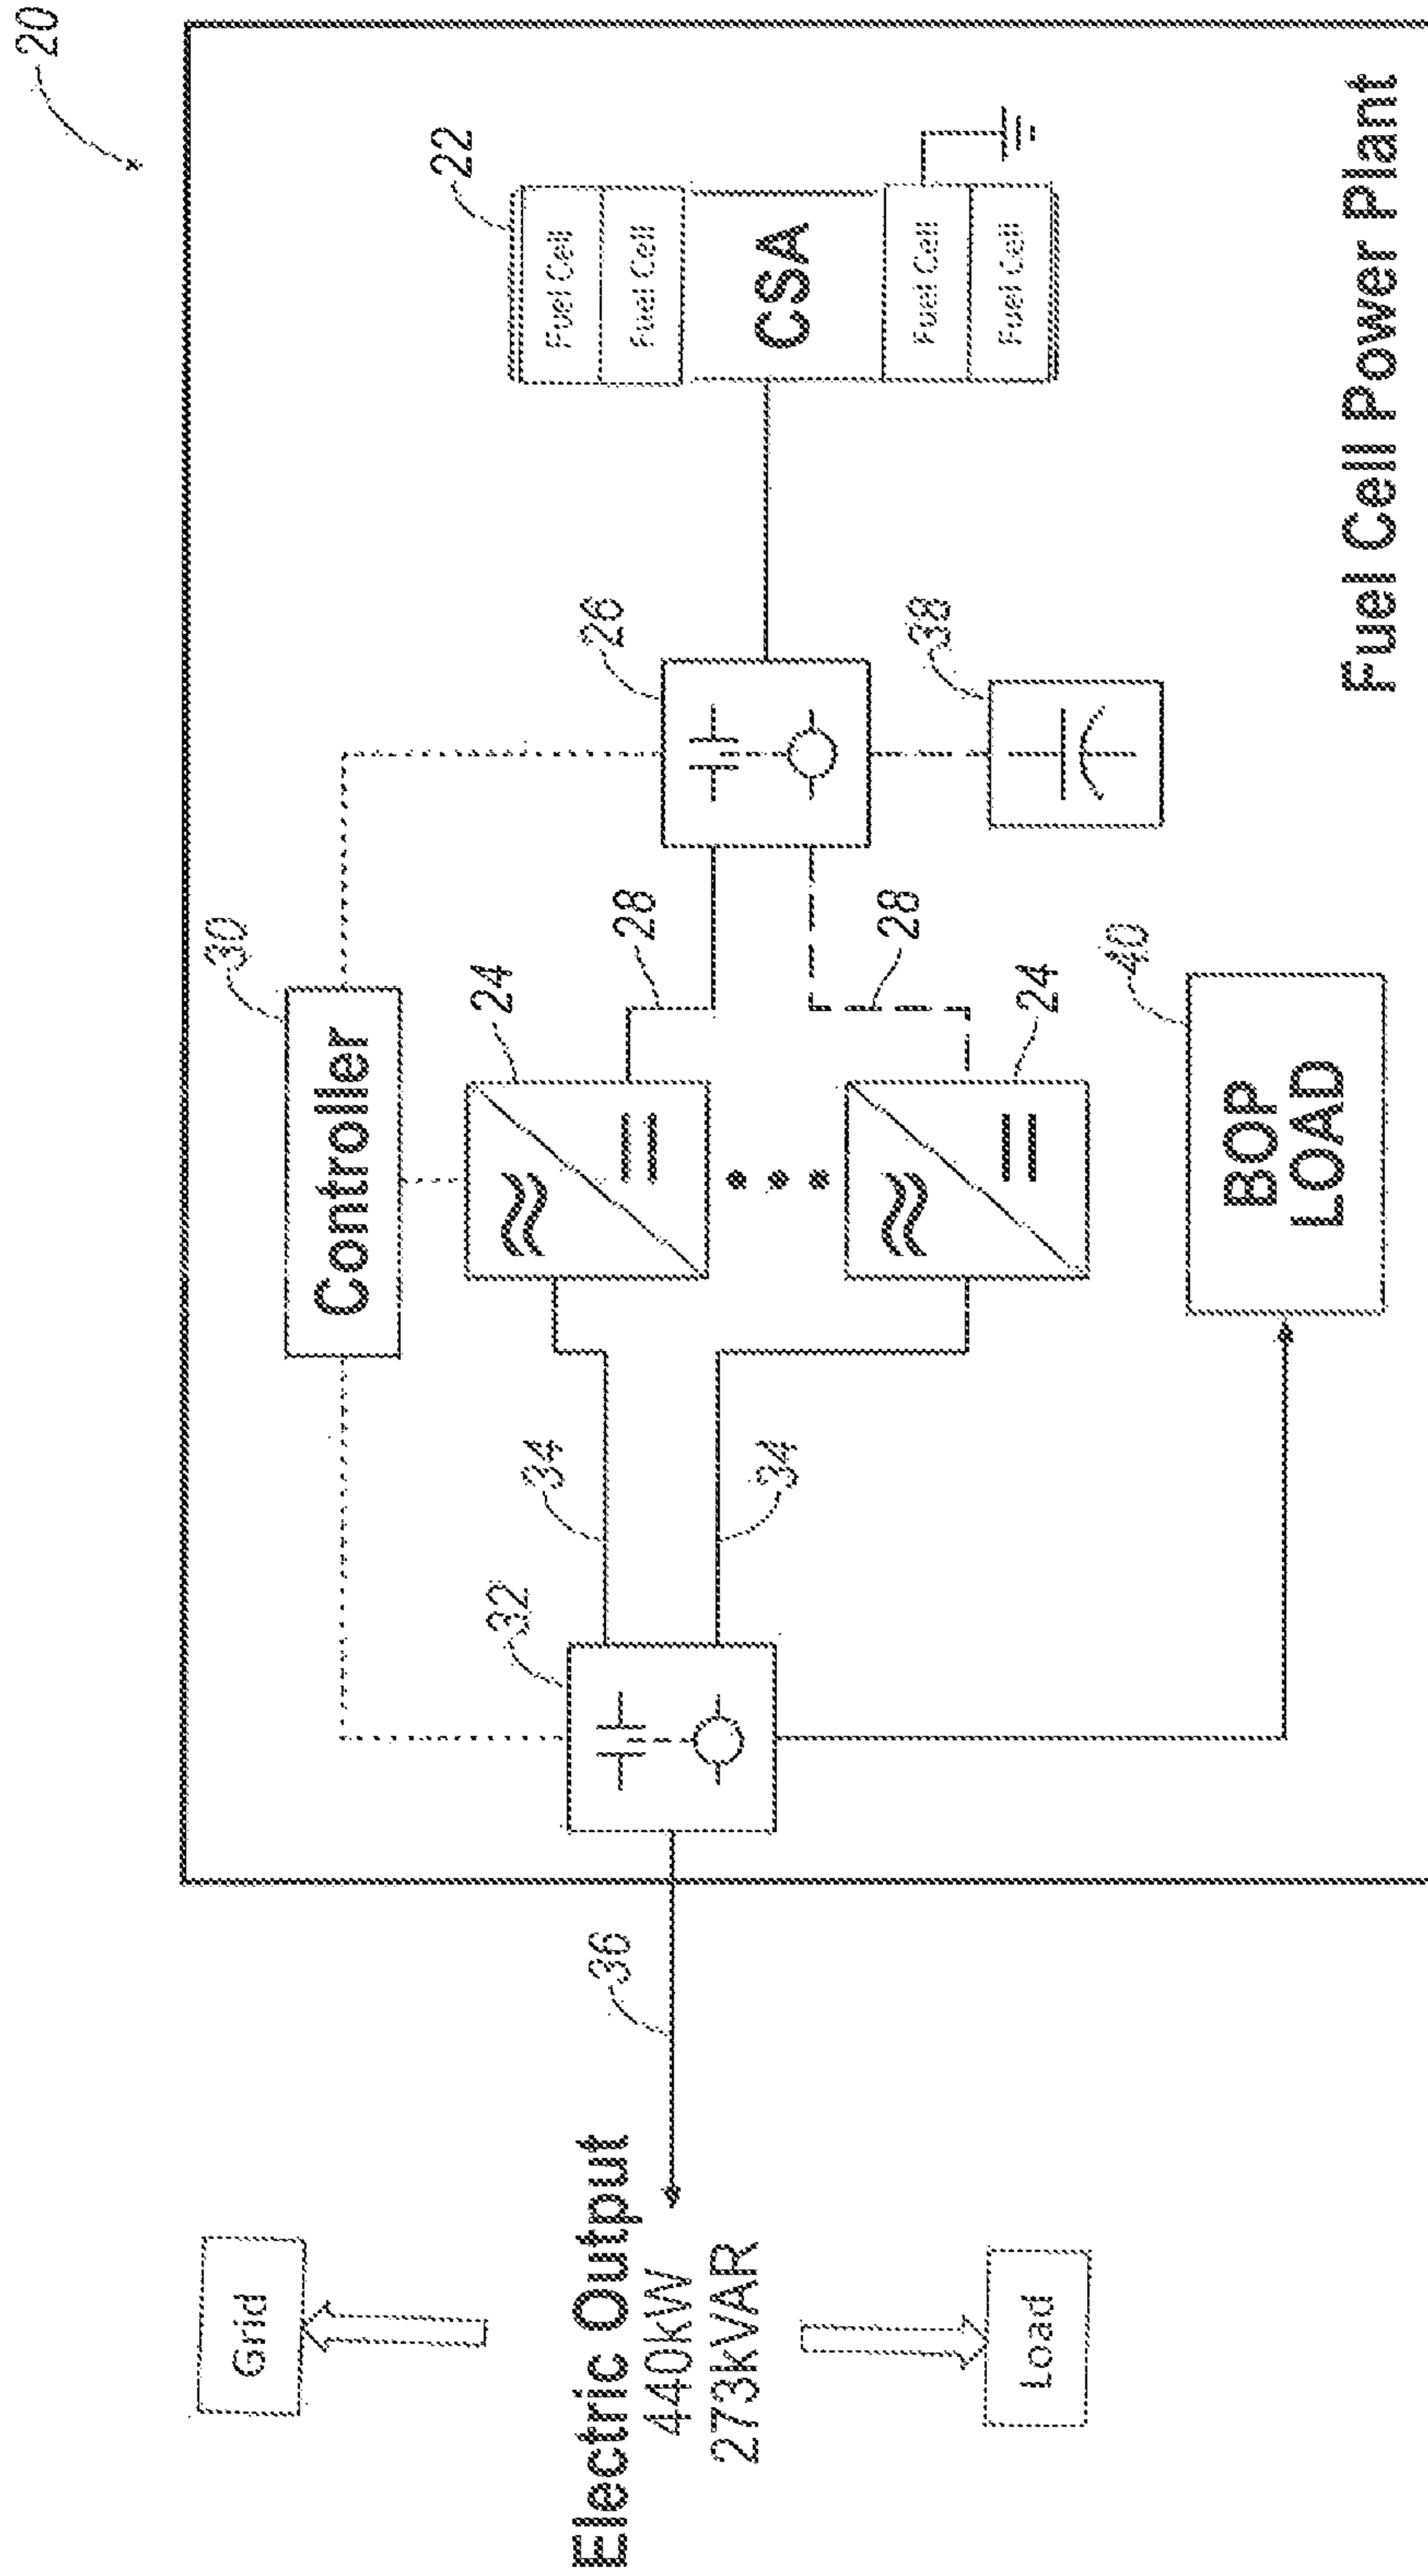 20
22
Fuel Cell
Fuel Cell
CSA
Fuel Cell
Fuel Cell
26
38
30
Controller
28
28
24
24
40
BOP
LOAD
34
34
32
36
Grid
Electric Output
440kW
273kVAR
Load
Fuel Cell Power Plant